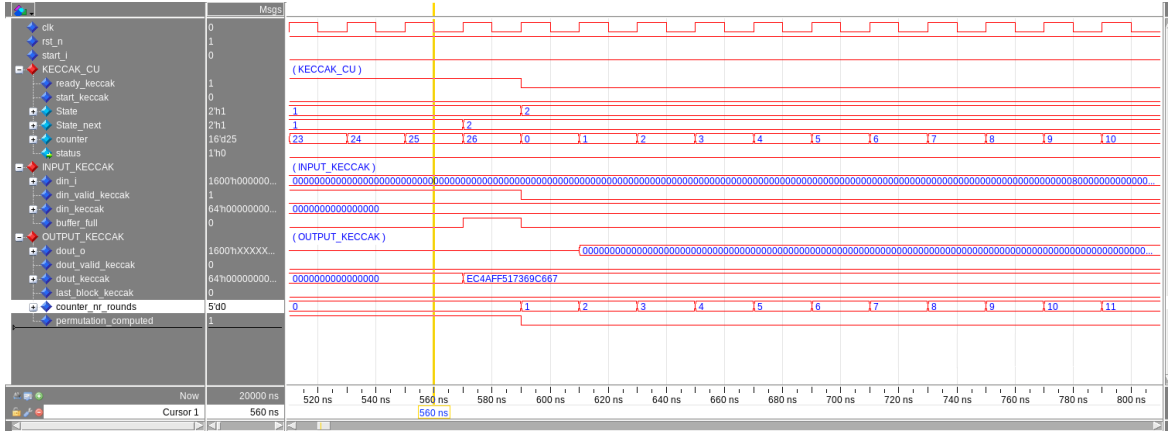 Msgs
clk 0
rst_n 1
start_i 0
KECCAK_CU ( KECCAK_CU )
ready_keccak 1
start_keccak 0
State 2'h1 1 2
State_next 2'h1 1 2
counter 16'd25 23 24 25 26 0 1 2 3 4 5 6 7 8 9 10
status 1'h0
INPUT_KECCAK ( INPUT_KECCAK )
din_i 1600'h000000...
din_valid_keccak 1
din_keccak 64'h00000000... 0000000000000000
buffer_full 0
OUTPUT_KECCAK ( OUTPUT_KECCAK )
dout_o 1600'hXXXXX...
dout_valid_keccak 0
dout_keccak 64'h00000000... 0000000000000000 EC4AFF517369C667
last_block_keccak 0
counter_nr_rounds 5'd0 0 1 2 3 4 5 6 7 8 9 10 11
permutation_computed 1
Now 20000 ns 520 ns 540 ns 560 ns 580 ns 600 ns 620 ns 640 ns 660 ns 680 ns 700 ns 720 ns 740 ns 760 ns 780 ns 800 ns
Cursor 1 560 ns 560 ns